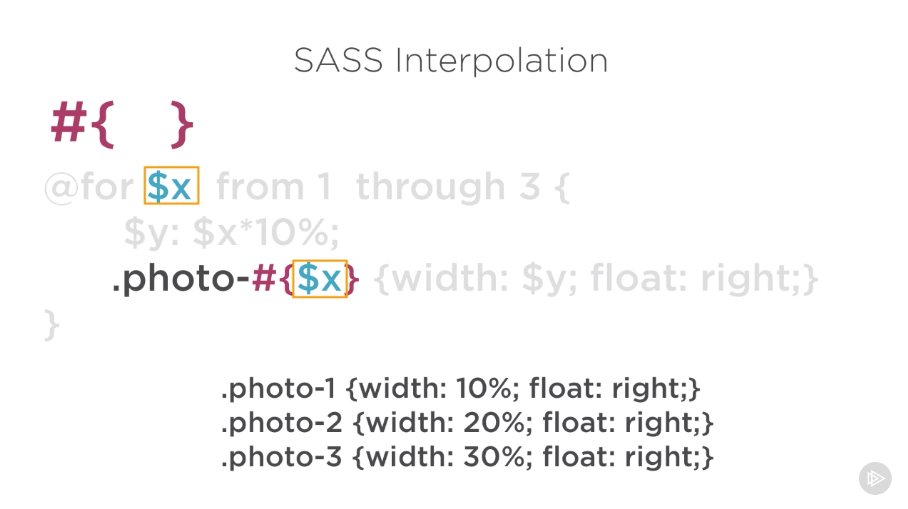 SASS Interpolation
#{ }
@for $x from 1 through 3 {
$y: $x*10%;
.photo-#{$x} {width: $y; float: right;}
}
.photo-1 {width: 10%; float: right;}
.photo-2 {width: 20%; float: right;}
.photo-3 {width: 30%; float: right;}